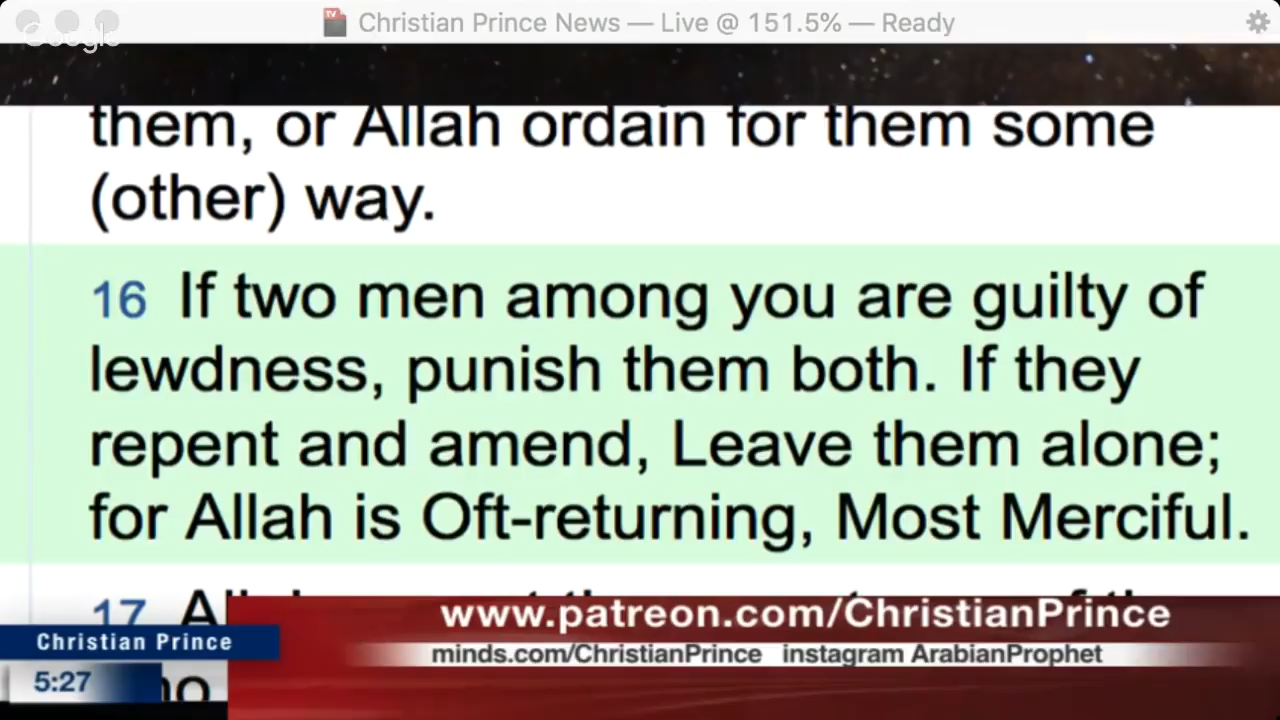 Christian Prince News — Live @ 151.5% — Ready
Google
them, or Allah ordain for them some
(other) way.
16 If two men among you are guilty of
lewdness, punish them both. If they
repent and amend, Leave them alone;
for Allah is Oft-returning, Most Merciful.
17
www.patreon.com/ChristianPrince
Christian Prince
minds.com/ChristianPrince instagram ArabianProphet
5:27